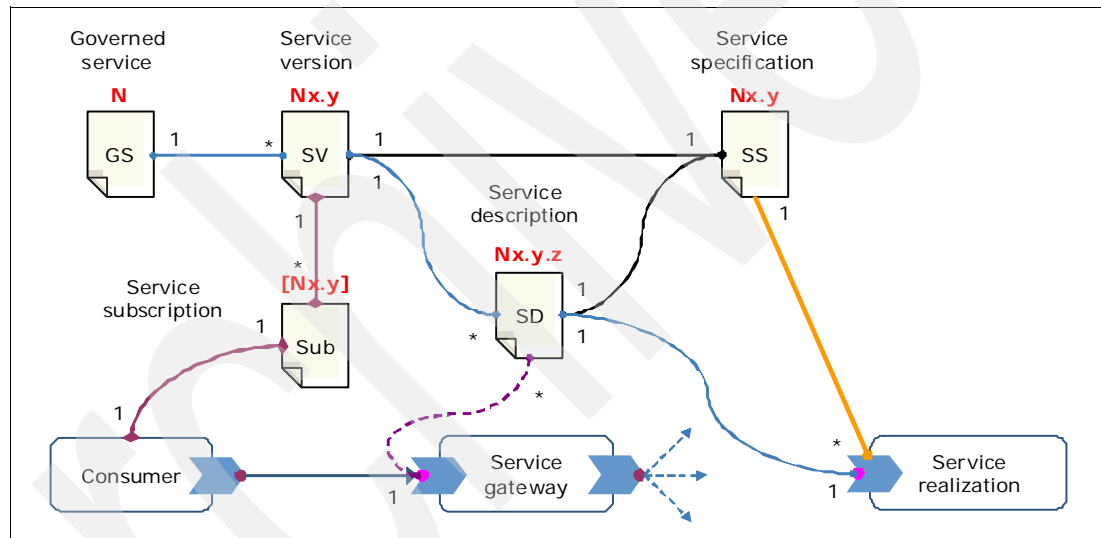 Governed
service
N
Service
version
Nx.y
Service
specification
Nx.y
GS
1
*
SV
1
1
1
SS
1
1
Service
description
Nx.y.z
*
[Nx.y]
Service
subscription
1
Sub
SD
1
1
*
*
1
Consumer
1
Service
gateway
*
1
Service
realization